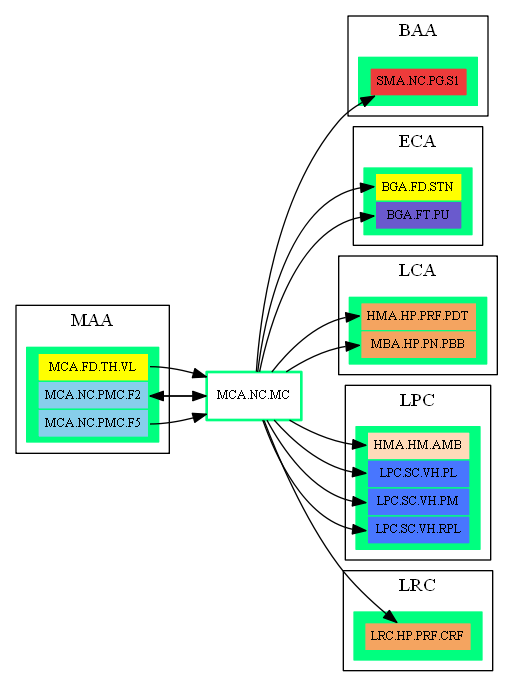 BAA
SMA.NC.PG.S1
ECA
BGA.FD.STN
BGA.FT.PU
LCA
HMA.HP.PRF.PDT
MBA.HP.PN.PBB
MAA
MCA.FD.TH.VL
MCA.NC.PMC.F2
MCA.NC.PMC.F5
MCA.NC.MC
LPC
HMA.HM.AMB
LPC.SC.VH.PL
LPC.SC.VH.PM
LPC.SC.VH.RPL
LRC
LRC.HP.PRF.CRF